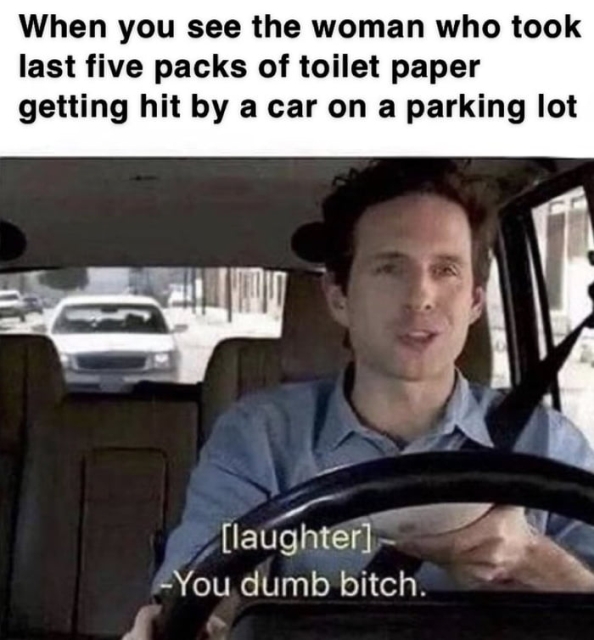 When you see the woman who took
last five packs of toilet paper
getting hit by a car on a parking lot
[laughter]-
-You dumb bitch.